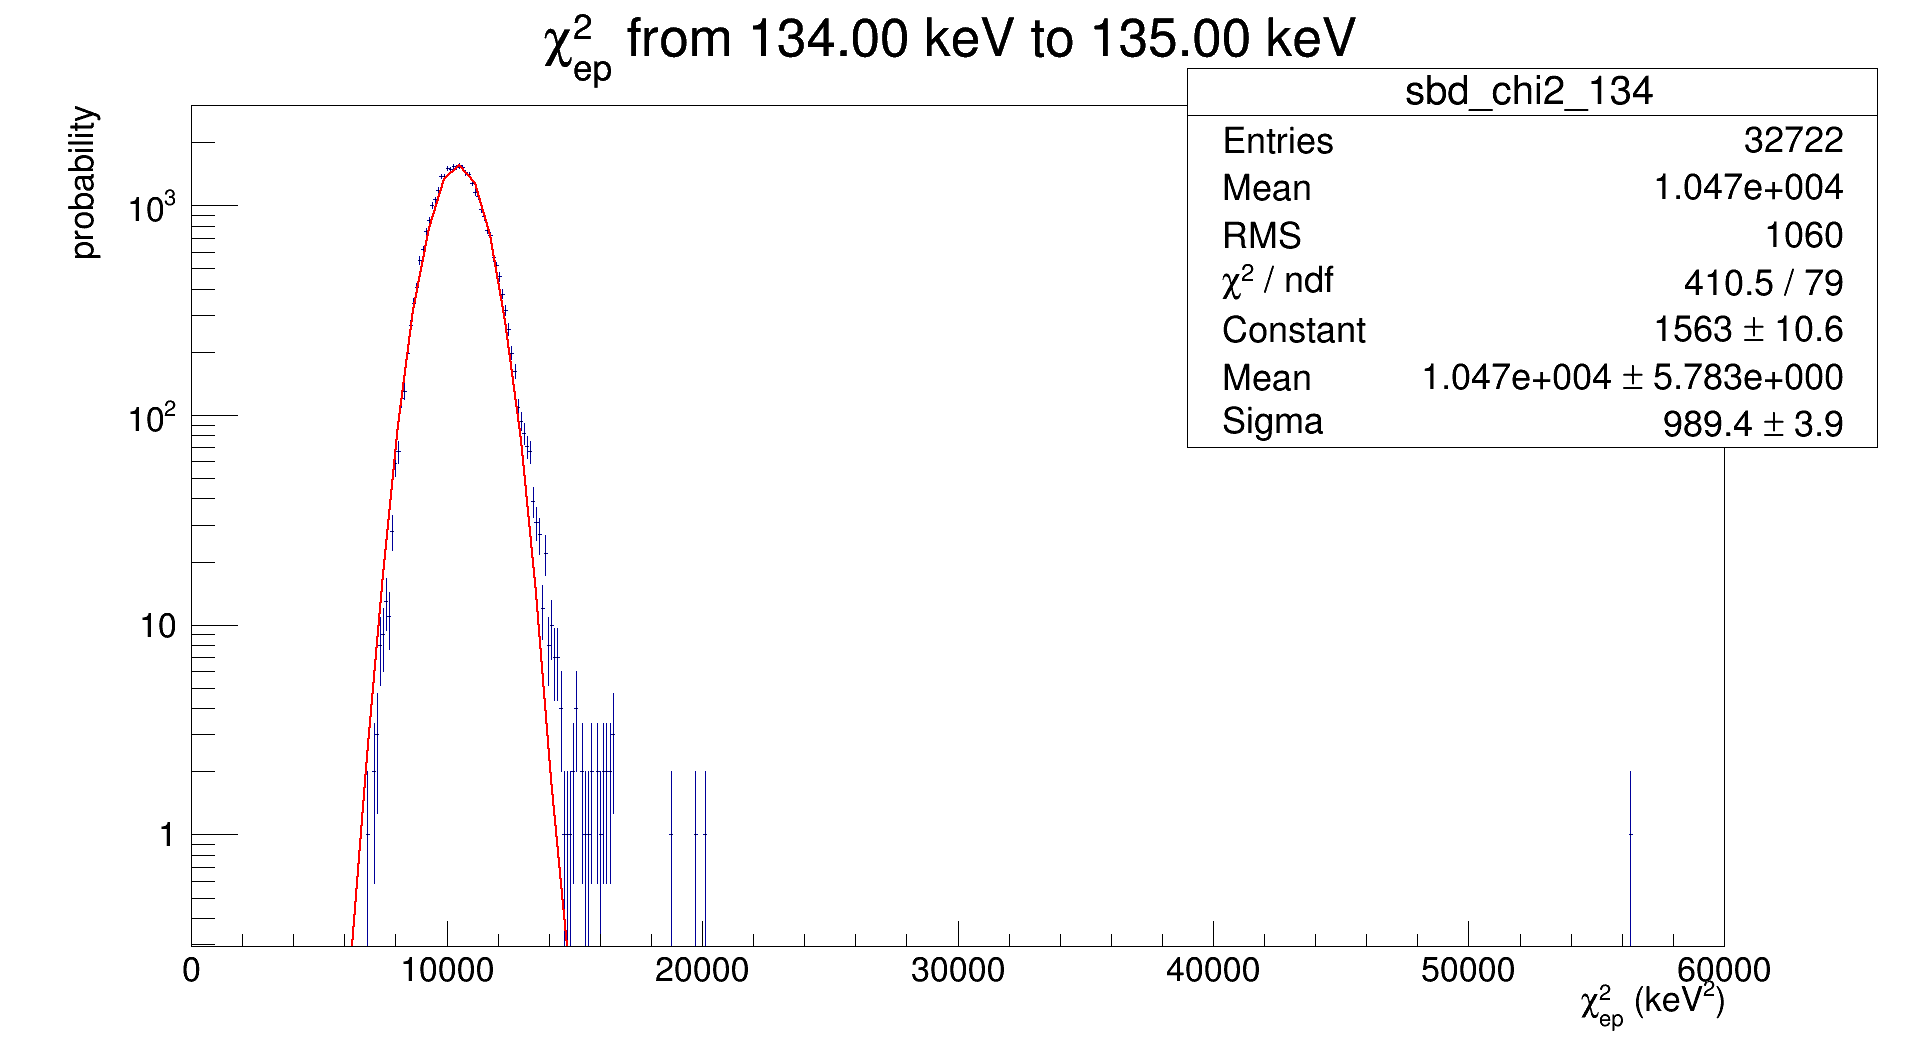 χ²ep from 134.00 keV to 135.00 keV
sbd_chi2_134
Entries 32722
Mean 1.047e+004
RMS 1060
χ² / ndf 410.5 / 79
Constant 1563 ± 10.6
Mean 1.047e+004 ± 5.783e+000
Sigma 989.4 ± 3.9
probability
10³
10²
10
1
0 10000 20000 30000 40000 50000 60000
χ²ep (keV²)